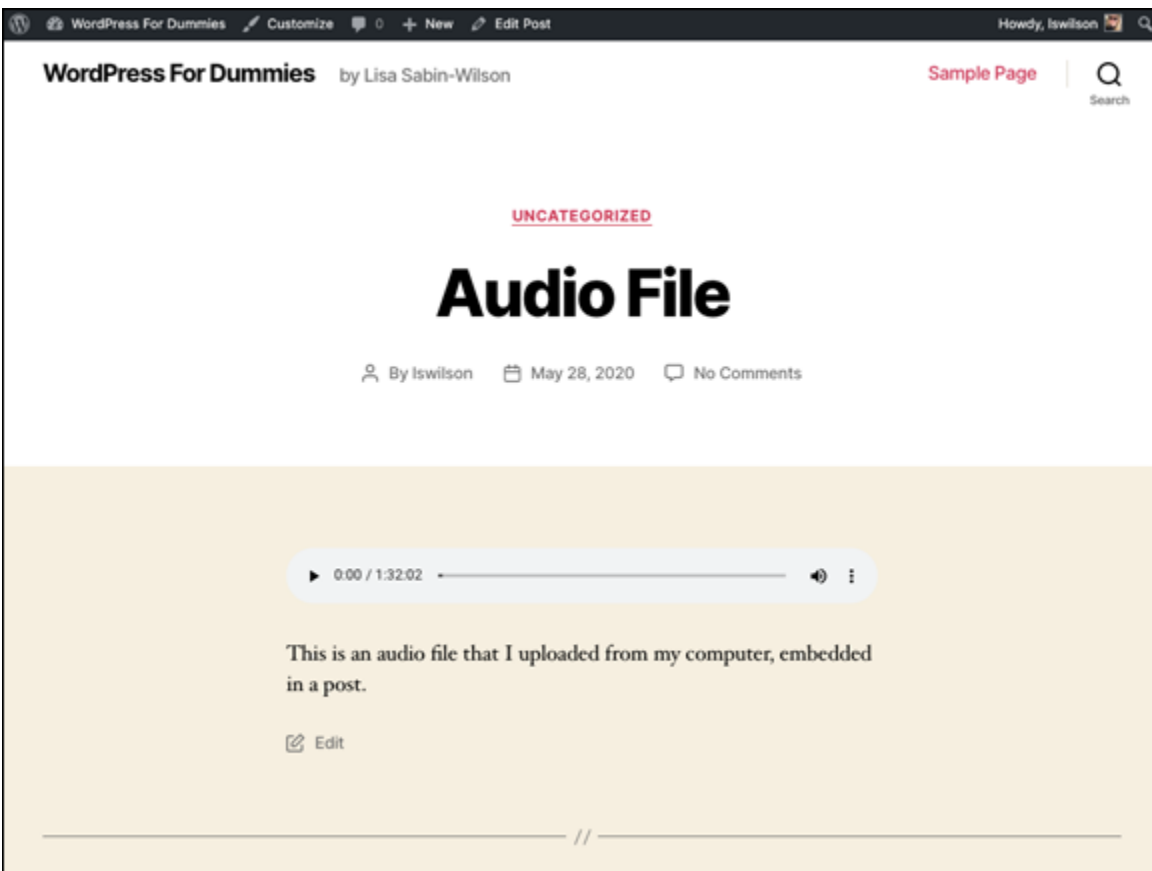 WordPress For Dummies Customize 0 New Edit Post Howdy, lswilson
WordPress For Dummies by Lisa Sabin-Wilson Sample Page
Search
UNCATEGORIZED
Audio File
By lswilson May 28, 2020 No Comments
0:00 / 1:32:02
This is an audio file that I uploaded from my computer, embedded
in a post.
Edit
//